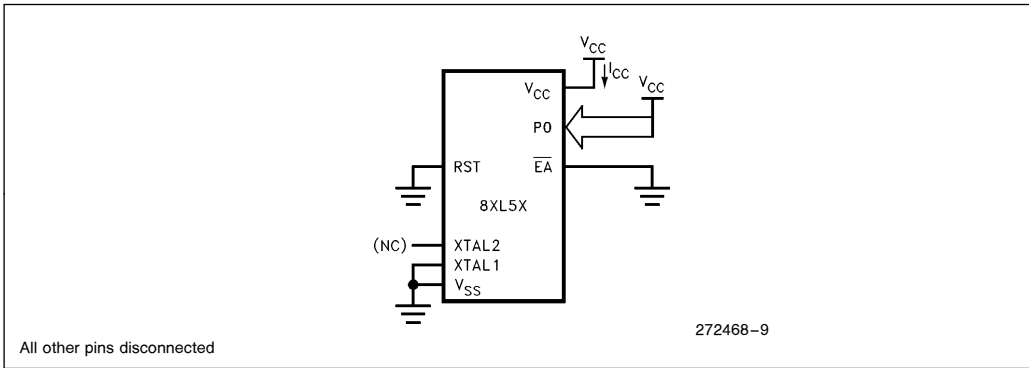 VCC
ICC
VCC
VCC
P0
RST
EA
8XL5X
(NC)
XTAL2
XTAL1
VSS
272468–9
All other pins disconnected